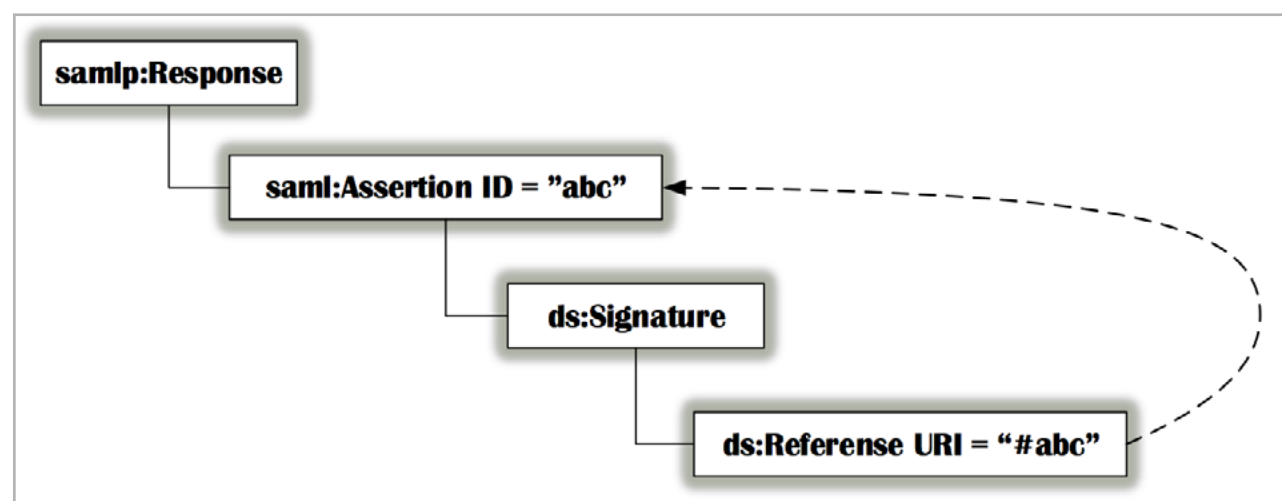 samlp:Response
saml:Assertion ID = ”abc”
ds:Signature
ds:Referense URI = “#abc”